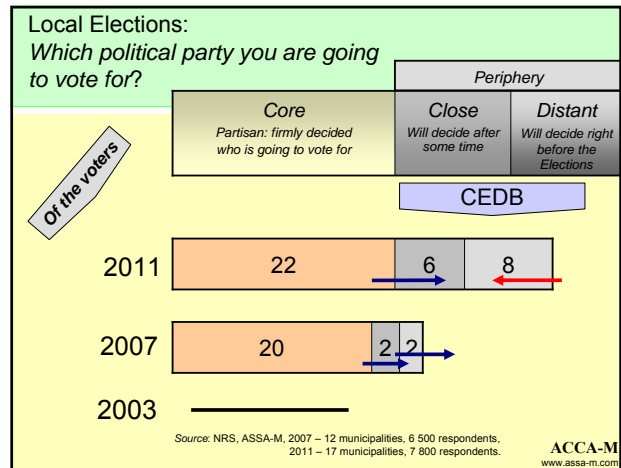 Local Elections:
Which political party you are going
to vote for?
Periphery
Core
Partisan: firmly decided
who is going to vote for
Close
Will decide after
some time
Distant
Will decide right
before the
Elections
Of the voters
CEDB
2011
22
6
8
2007
20
2
2
2003
Source: NRS, ASSA-M, 2007 – 12 municipalities, 6 500 respondents,
2011 – 17 municipalities, 7 800 respondents.
ACCA-M
www.assa-m.com